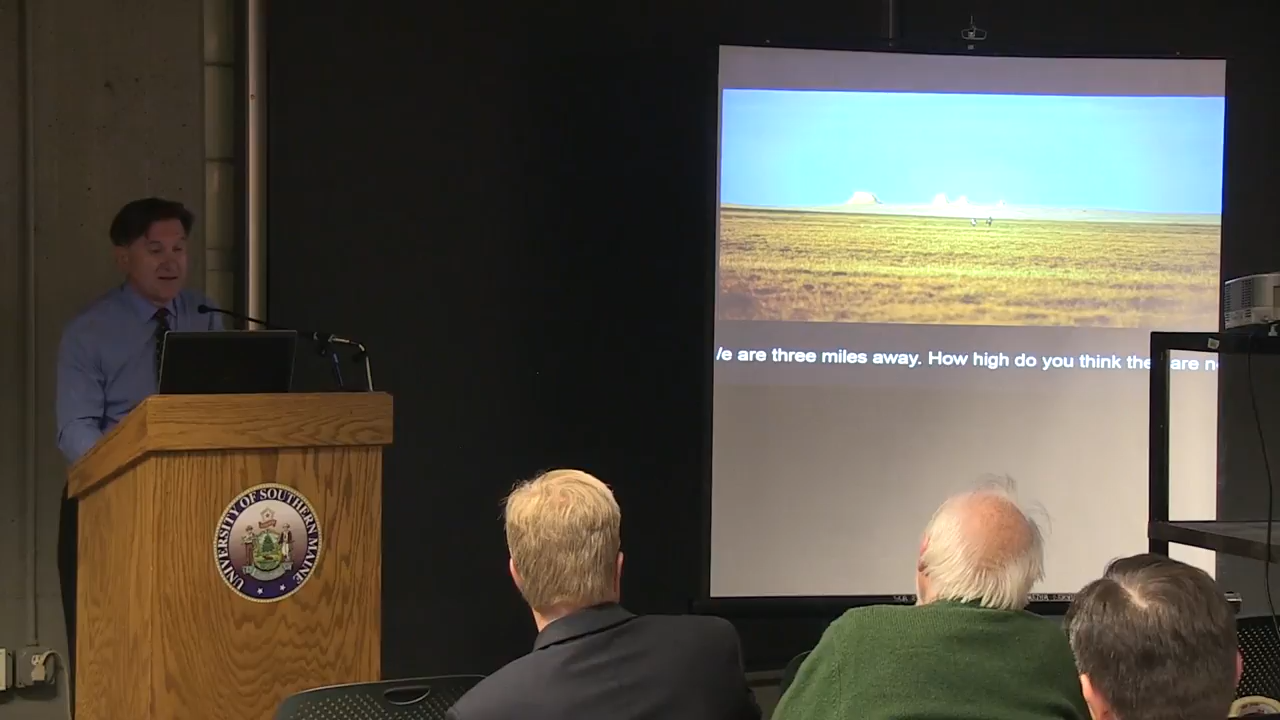 /e are three miles away. How high do you think the are n
UNIVERSITY OF SOUTHERN MAINE